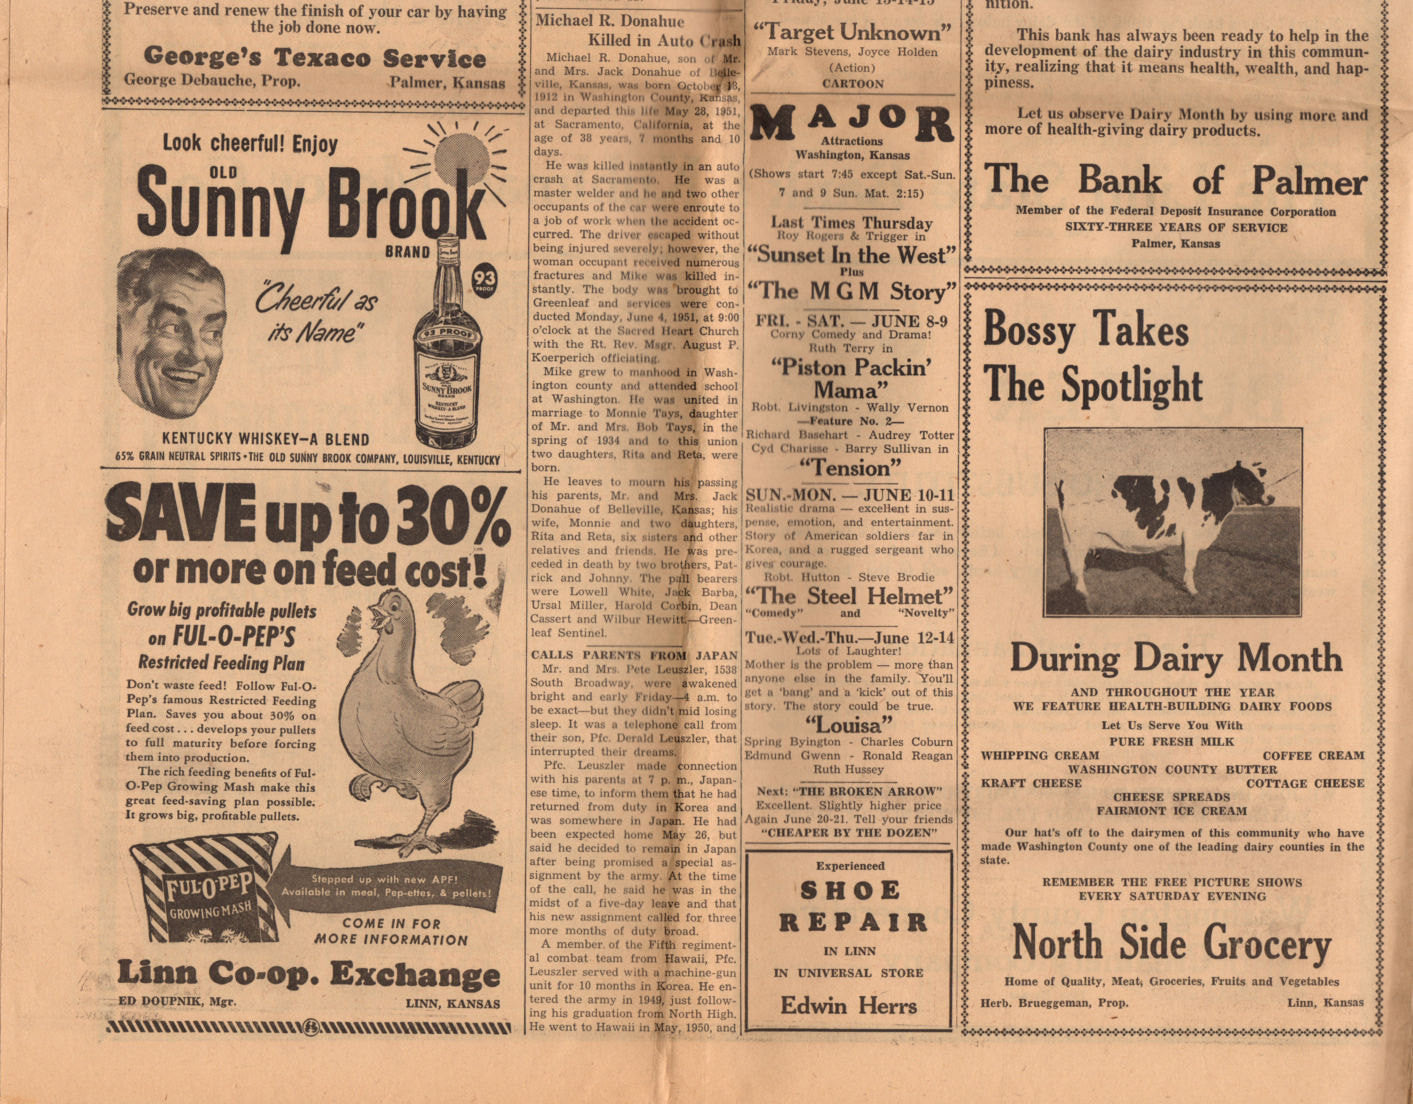 Preserve and renew the finish of your car by having
the job done now.
George's Texaco Service
George Debauche, Prop. Palmer, Kansas
Look cheerful! Enjoy
OLD
Sunny Brook
BRAND
93
PROOF
"Cheerful as
its Name"
93 PROOF
OLD
SUNNY BROOK
BRAND
KENTUCKY
WHISKEY-A BLEND
KENTUCKY WHISKEY—A BLEND
65% GRAIN NEUTRAL SPIRITS • THE OLD SUNNY BROOK COMPANY, LOUISVILLE, KENTUCKY
SAVE up to 30%
or more on feed cost!
Grow big profitable pullets
on FUL-O-PEP'S
Restricted Feeding Plan
Don't waste feed! Follow Ful-O-
Pep's famous Restricted Feeding
Plan. Saves you about 30% on
feed cost . . . develops your pullets
to full maturity before forcing
them into production.
The rich feeding benefits of Ful-
O-Pep Growing Mash make this
great feed-saving plan possible.
It grows big, profitable pullets.
FUL-O-PEP
GROWING MASH
Stepped up with new APF!
Available in meal, Pep-ettes, & pellets!
COME IN FOR
MORE INFORMATION
Linn Co-op. Exchange
ED DOUPNIK, Mgr. LINN, KANSAS
Michael R. Donahue
Killed in Auto Crash
Michael R. Donahue, son of Mr.
and Mrs. Jack Donahue of Belle-
ville, Kansas, was born October 18,
1912 in Washington County, Kansas,
and departed this life May 28, 1951,
at Sacramento, California, at the
age of 38 years, 7 months and 10
days.
He was killed instantly in an auto
crash at Sacramento. He was a
master welder and he and two other
occupants of the car were enroute to
a job of work when the accident oc-
curred. The driver escaped without
being injured severely; however, the
woman occupant received numerous
fractures and Mike was killed in-
stantly. The body was brought to
Greenleaf and services were con-
ducted Monday, June 4, 1951, at 9:00
o'clock at the Sacred Heart Church
with the Rt. Rev. Msgr. August P.
Koerperich officiating.
Mike grew to manhood in Wash-
ington county and attended school
at Washington. He was united in
marriage to Monnie Tays, daughter
of Mr. and Mrs. Bob Tays, in the
spring of 1934 and to this union
two daughters, Rita and Reta, were
born.
He leaves to mourn his passing
his parents, Mr. and Mrs. Jack
Donahue of Belleville, Kansas; his
wife, Monnie and two daughters,
Rita and Reta, six sisters and other
relatives and friends. He was pre-
ceded in death by two brothers, Pat-
rick and Johnny. The pall bearers
were Lowell White, Jack Barba,
Ursal Miller, Harold Corbin, Dean
Cassert and Wilbur Hewitt.—Green-
leaf Sentinel.
CALLS PARENTS FROM JAPAN
Mr. and Mrs. Pete Leuszler, 1538
South Broadway, were awakened
bright and early Friday—4 a.m. to
be exact—but they didn't mid losing
sleep. It was a telephone call from
their son, Pfc. Derald Leuszler, that
interrupted their dreams.
Pfc. Leuszler made connection
with his parents at 7 p. m., Japan-
ese time, to inform them that he had
returned from duty in Korea and
was somewhere in Japan. He had
been expected home May 26, but
said he decided to remain in Japan
after being promised a special as-
signment by the army. At the time
of the call, he said he was in the
midst of a five-day leave and that
his new assignment called for three
more months of duty broad.
A member of the Fifth regiment-
al combat team from Hawaii, Pfc.
Leuszler served with a machine-gun
unit for 10 months in Korea. He en-
tered the army in 1949, just follow-
ing his graduation from North High.
He went to Hawaii in May, 1950, and
Friday, June 13-14-15
"Target Unknown"
Mark Stevens, Joyce Holden
(Action)
CARTOON
MAJOR
Attractions
Washington, Kansas
(Shows start 7:45 except Sat.-Sun.
7 and 9 Sun. Mat. 2:15)
Last Times Thursday
Roy Rogers & Trigger in
"Sunset In the West"
Plus
"The M G M Story"
FRI. - SAT. — JUNE 8-9
Corny Comedy and Drama!
Ruth Terry in
"Piston Packin'
Mama"
Robt. Livingston - Wally Vernon
—Feature No. 2—
Richard Basehart - Audrey Totter
Cyd Charisse - Barry Sullivan in
"Tension"
SUN.-MON. — JUNE 10-11
Realistic drama — excellent in sus-
pense, emotion, and entertainment.
Story of American soldiers far in
Korea, and a rugged sergeant who
gives courage.
Robt. Hutton - Steve Brodie
"The Steel Helmet"
"Comedy" and "Novelty"
Tue.-Wed.-Thu.—June 12-14
Lots of Laughter!
Mother is the problem — more than
anyone else in the family. You'll
get a 'bang' and a 'kick' out of this
story. The story could be true.
"Louisa"
Spring Byington - Charles Coburn
Edmund Gwenn - Ronald Reagan
Ruth Hussey
Next: "THE BROKEN ARROW"
Excellent. Slightly higher price
Again June 20-21. Tell your friends
"CHEAPER BY THE DOZEN"
Experienced
SHOE
REPAIR
IN LINN
IN UNIVERSAL STORE
Edwin Herrs
nition.
This bank has always been ready to help in the
development of the dairy industry in this commun-
ity, realizing that it means health, wealth, and hap-
piness.
Let us observe Dairy Month by using more and
more of health-giving dairy products.
The Bank of Palmer
Member of the Federal Deposit Insurance Corporation
SIXTY-THREE YEARS OF SERVICE
Palmer, Kansas
Bossy Takes
The Spotlight
During Dairy Month
AND THROUGHOUT THE YEAR
WE FEATURE HEALTH-BUILDING DAIRY FOODS
Let Us Serve You With
PURE FRESH MILK
WHIPPING CREAM COFFEE CREAM
WASHINGTON COUNTY BUTTER
KRAFT CHEESE COTTAGE CHEESE
CHEESE SPREADS
FAIRMONT ICE CREAM
Our hat's off to the dairymen of this community who have
made Washington County one of the leading dairy counties in the
state.
REMEMBER THE FREE PICTURE SHOWS
EVERY SATURDAY EVENING
North Side Grocery
Home of Quality, Meat, Groceries, Fruits and Vegetables
Herb. Brueggeman, Prop. Linn, Kansas